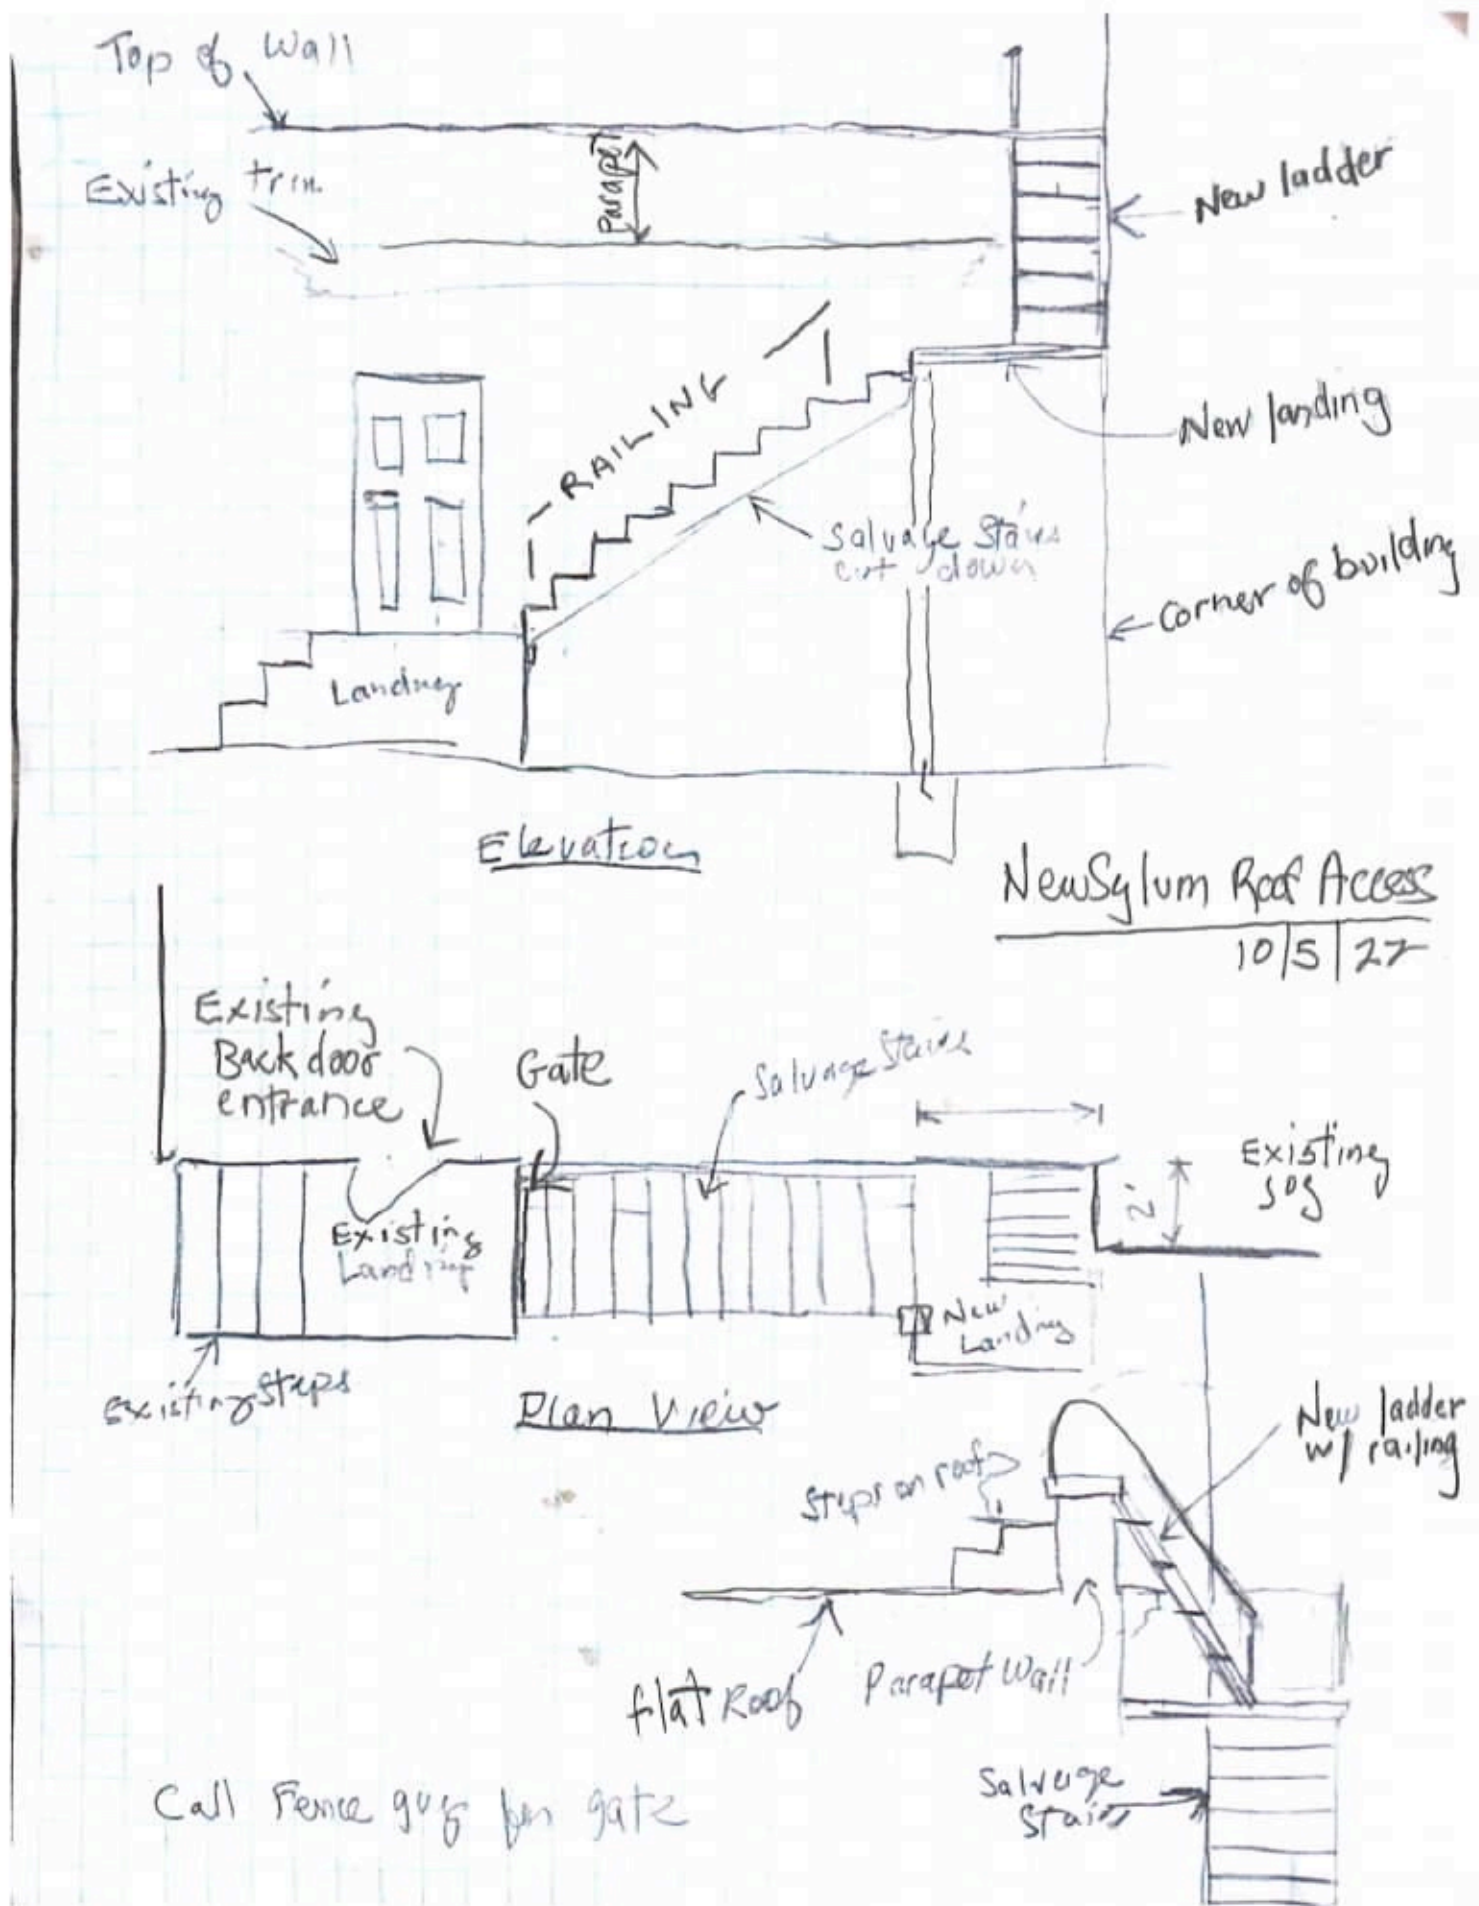 Top of Wall
Existing trim
Parapet
New ladder
RAILING
New landing
Salvage Stairs
cut down
corner of building
Landing
Elevation
NewSylum Roof Access
10/5/22
Existing
Back door
entrance
Gate
Salvage Stairs
Existing
Jog
2'
Existing
Landing
New
Landing
Existing Steps
Plan View
New ladder
w/ railing
Steps on roof
Parapet Wall
flat Roof
Salvage
Stairs
Call Fence guy for gate